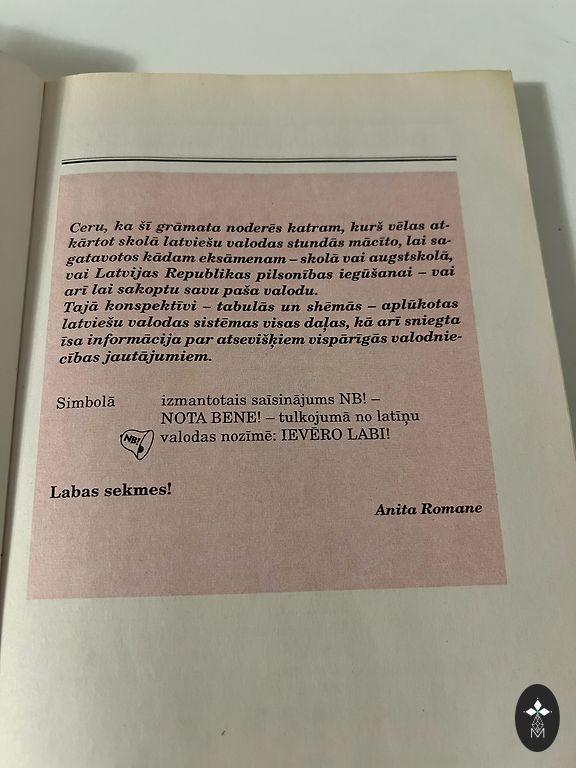 Ceru, ka šī grāmata noderēs katram, kurš vēlas at-
kārtot skolā latviešu valodas stundās mācīto, lai sa-
gatavotos kādam eksāmenam – skolā vai augstskolā,
vai Latvijas Republikas pilsonības iegūšanai – vai
arī lai sakoptu savu paša valodu.
Tajā konspektīvi – tabulās un shēmās – aplūkotas
latviešu valodas sistēmas visas daļas, kā arī sniegta
īsa informācija par atsevišķiem vispārīgās valodnie-
cības jautājumiem.
Simbolā izmantotais saīsinājums NB! –
NOTA BENE! – tulkojumā no latīņu
NB! valodas nozīmē: IEVĒRO LABI!
Labas sekmes!
Anita Romane
M